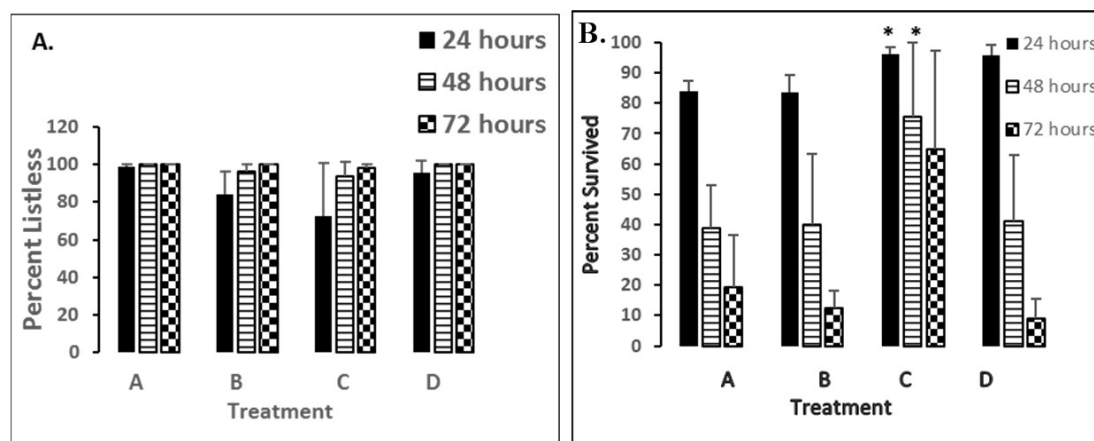 A.
24 hours
48 hours
72 hours
120
100
80
60
40
20
0
Percent Listless
A B C D
Treatment
B.
* *
24 hours
48 hours
72 hours
100
90
80
70
60
50
40
30
20
10
0
Percent Survived
A B C D
Treatment